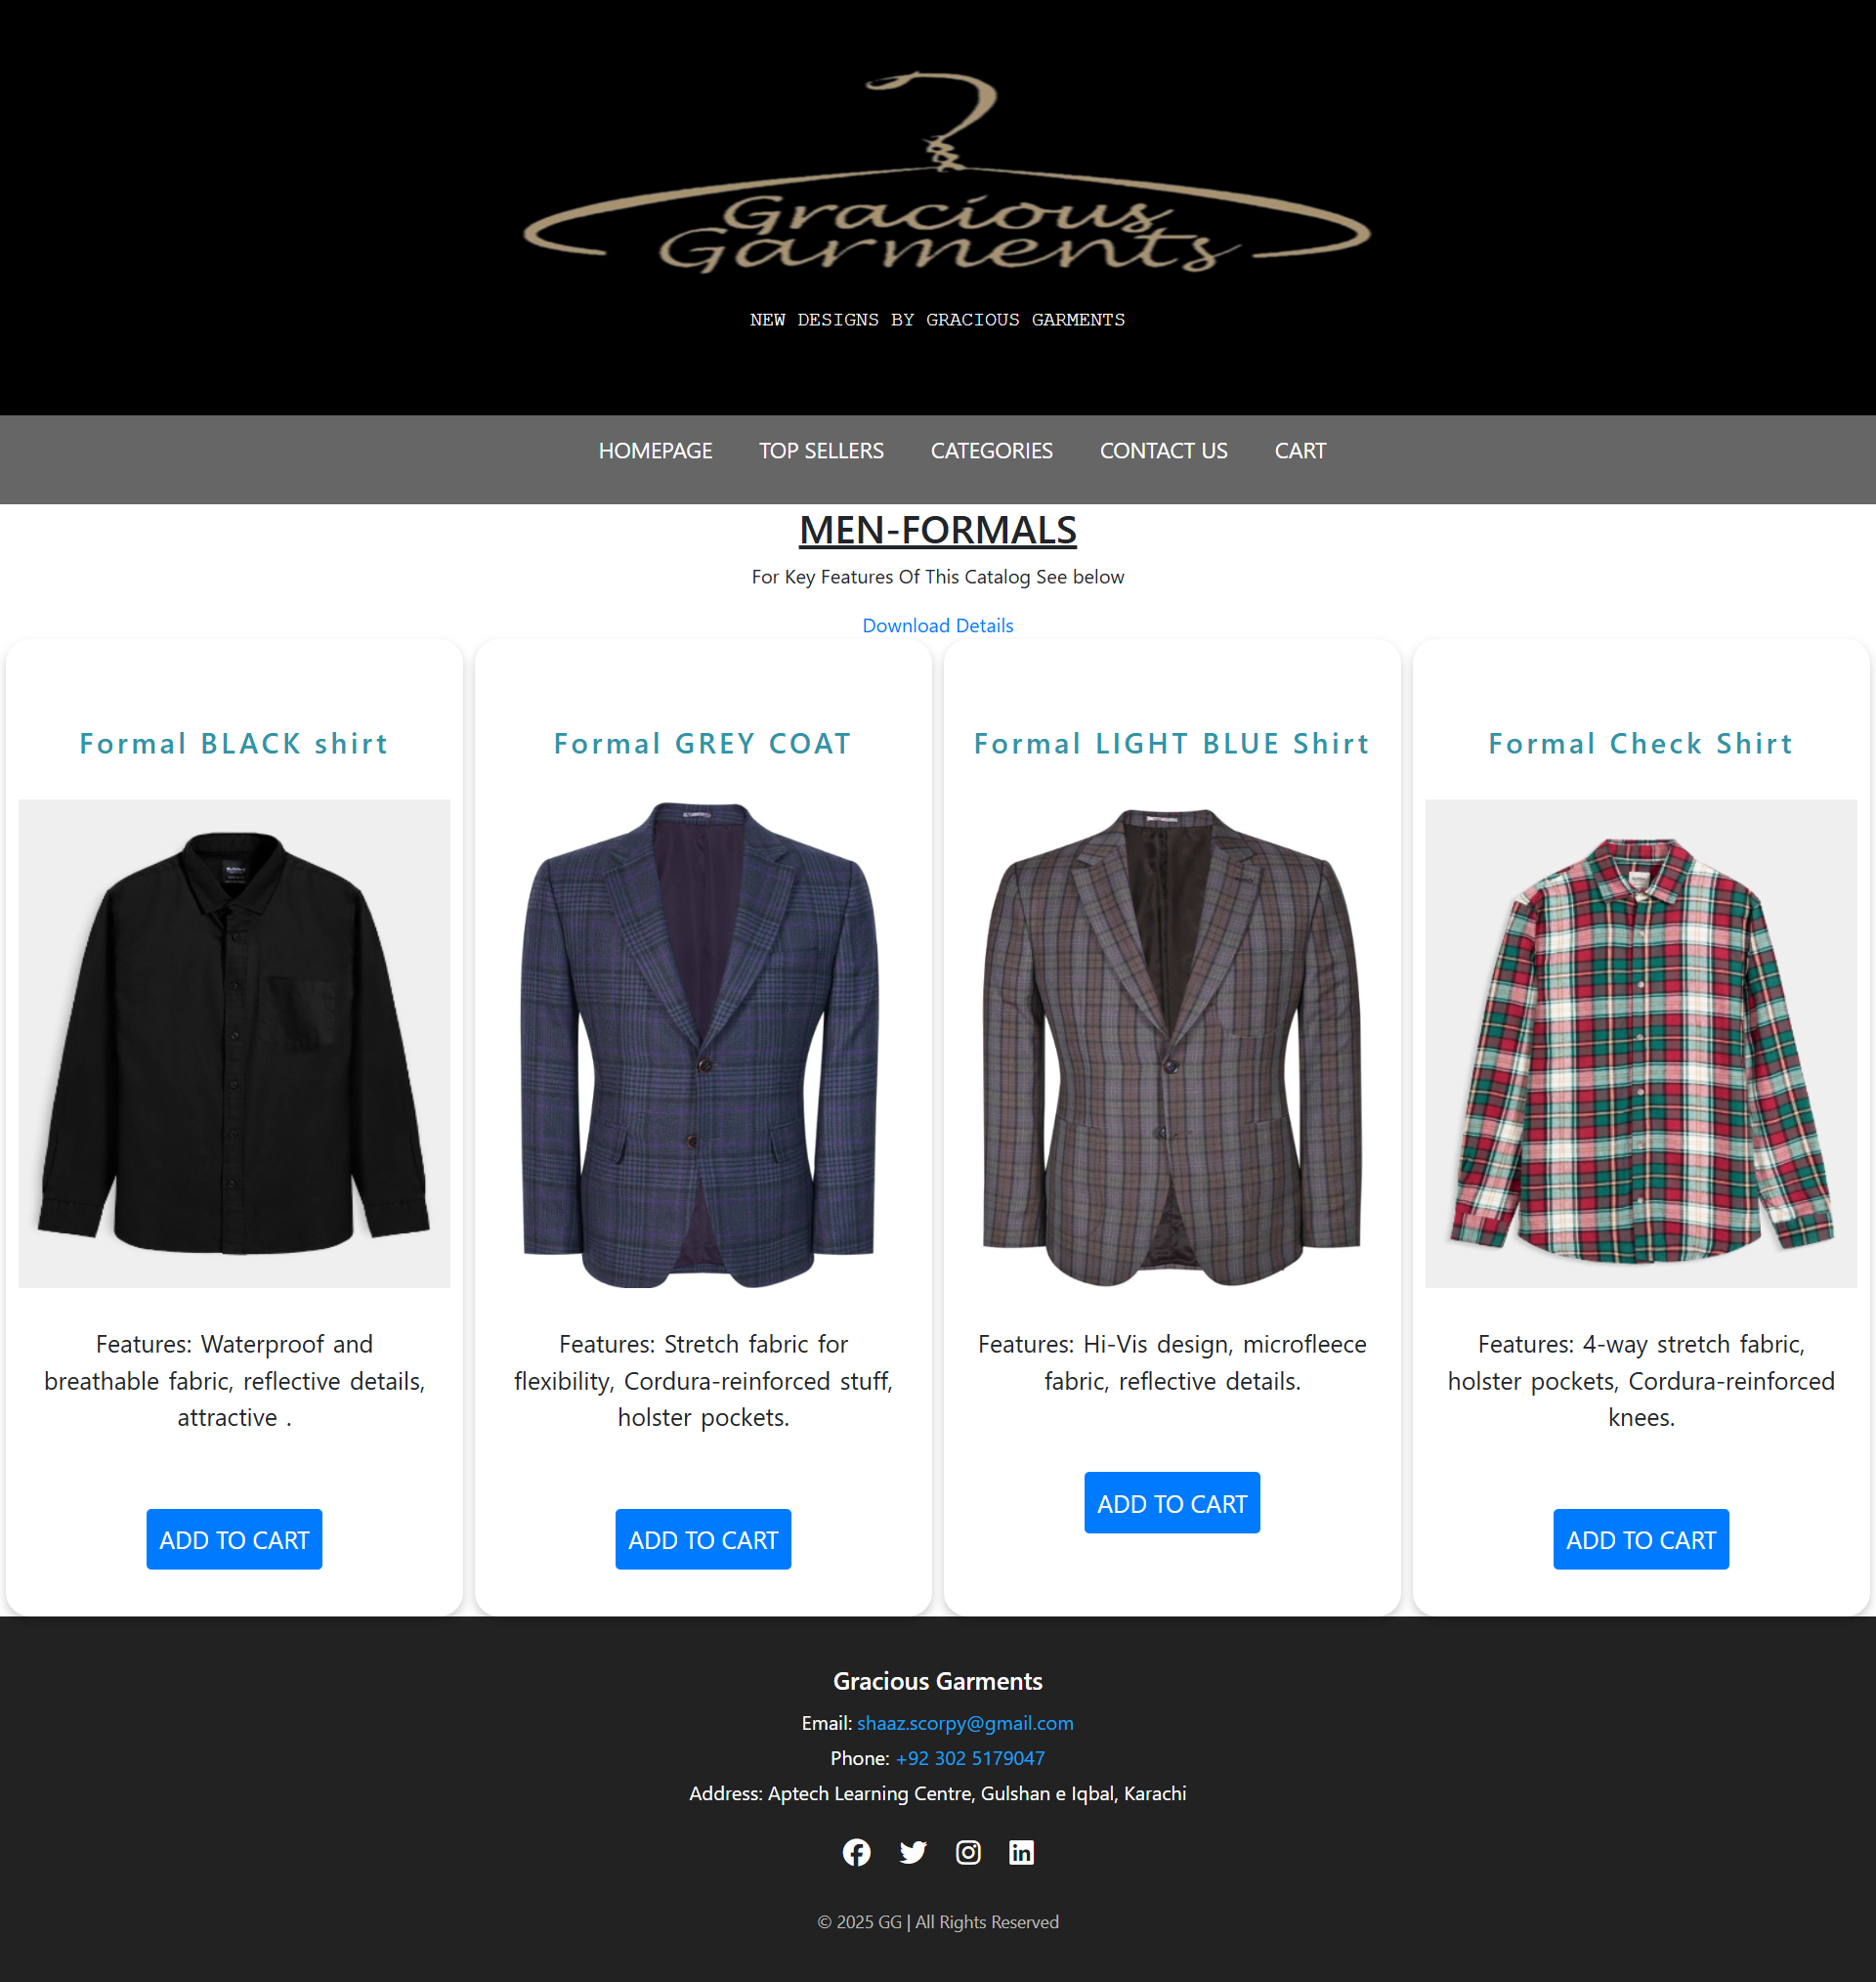 Gracious
Garments
NEW DESIGNS BY GRACIOUS GARMENTS
HOMEPAGE TOP SELLERS CATEGORIES CONTACT US CART
MEN-FORMALS
For Key Features Of This Catalog See below
Download Details
Formal BLACK shirt
Features: Waterproof and
breathable fabric, reflective details,
attractive .
ADD TO CART
Formal GREY COAT
Features: Stretch fabric for
flexibility, Cordura-reinforced stuff,
holster pockets.
ADD TO CART
Formal LIGHT BLUE Shirt
Features: Hi-Vis design, microfleece
fabric, reflective details.
ADD TO CART
Formal Check Shirt
Features: 4-way stretch fabric,
holster pockets, Cordura-reinforced
knees.
ADD TO CART
Gracious Garments
Email: shaaz.scorpy@gmail.com
Phone: +92 302 5179047
Address: Aptech Learning Centre, Gulshan e Iqbal, Karachi
© 2025 GG | All Rights Reserved